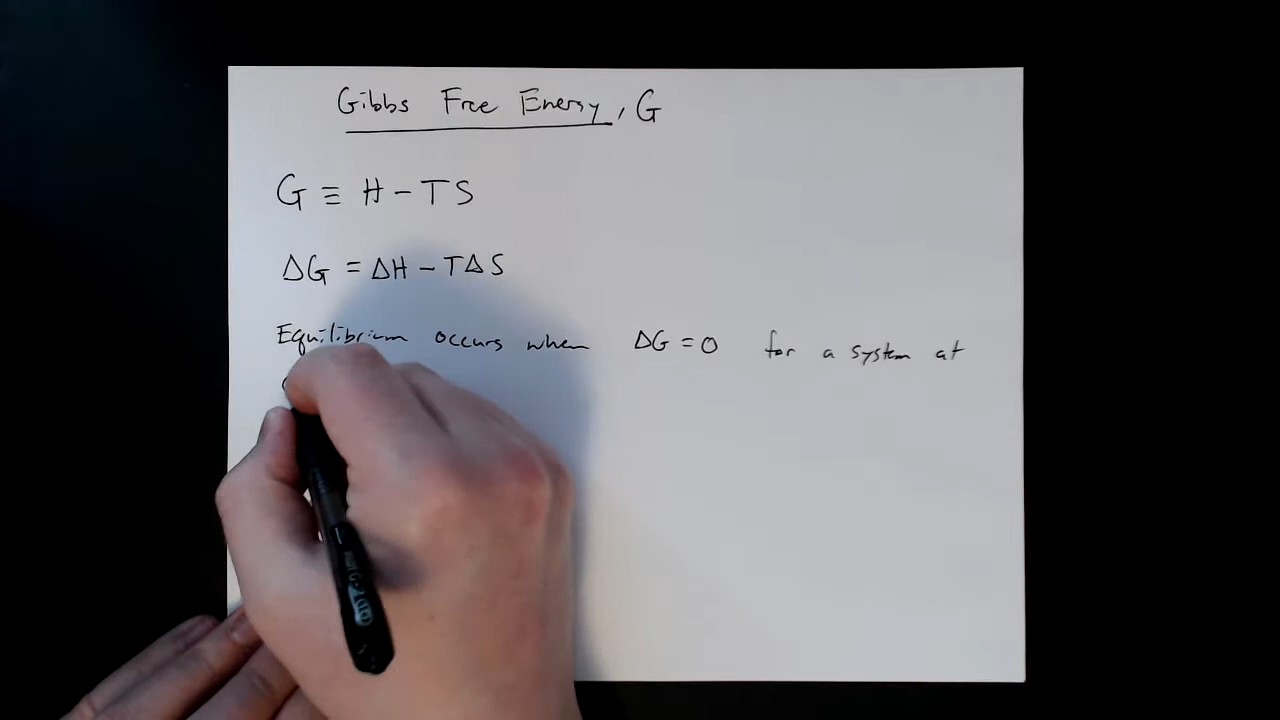 Gibbs Free Energy, G
G ≡ H - TS
ΔG = ΔH - TΔS
Equilibrium occurs when ΔG = 0 for a system at